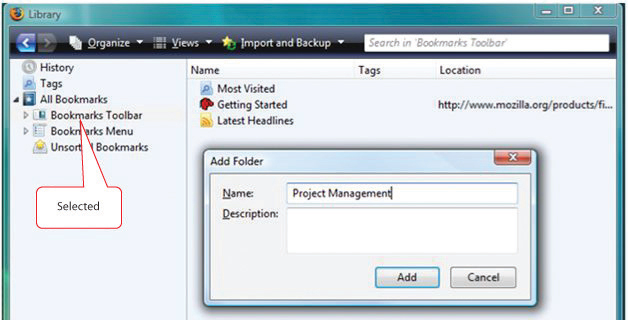 Library
Organize Views Import and Backup Search in 'Bookmarks Toolbar'
History
Tags
All Bookmarks
Bookmarks Toolbar
Bookmarks Menu
Unsorted Bookmarks
Selected
Name Tags Location
Most Visited
Getting Started http://www.mozilla.org/products/fi...
Latest Headlines
Add Folder
Name: Project Management
Description:
Add Cancel